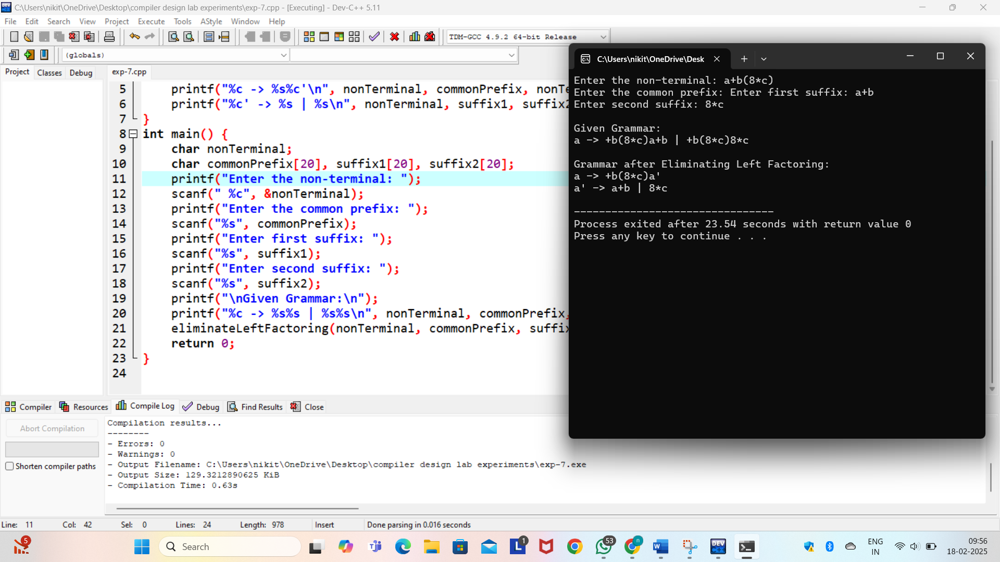 C:\Users\nikit\OneDrive\Desktop\compiler design lab experiments\exp-7.cpp - [Executing] - Dev-C++ 5.11
File Edit Search View Project Execute Tools AStyle Window Help
TDM-GCC 4.9.2 64-bit Release
(globals)
Project Classes Debug
exp-7.cpp
5 printf("%c -> %s%c'\n", nonTerminal, commonPrefix, nonTe
6 printf("%c' -> %s | %s\n", nonTerminal, suffix1, suffix2
7 }
8 int main() {
9 char nonTerminal;
10 char commonPrefix[20], suffix1[20], suffix2[20];
11 printf("Enter the non-terminal: ");
12 scanf(" %c", &nonTerminal);
13 printf("Enter the common prefix: ");
14 scanf("%s", commonPrefix);
15 printf("Enter first suffix: ");
16 scanf("%s", suffix1);
17 printf("Enter second suffix: ");
18 scanf("%s", suffix2);
19 printf("\nGiven Grammar:\n");
20 printf("%c -> %s%s | %s%s\n", nonTerminal, commonPrefix,
21 eliminateLeftFactoring(nonTerminal, commonPrefix, suffix
22 return 0;
23 }
24
C:\Users\nikit\OneDrive\Desk
Enter the non-terminal: a+b(8*c)
Enter the common prefix: Enter first suffix: a+b
Enter second suffix: 8*c
Given Grammar:
a -> +b(8*c)a+b | +b(8*c)8*c
Grammar after Eliminating Left Factoring:
a -> +b(8*c)a'
a' -> a+b | 8*c
--------------------------------
Process exited after 23.54 seconds with return value 0
Press any key to continue . . .
Compiler Resources Compile Log Debug Find Results Close
Abort Compilation
Shorten compiler paths
Compilation results...
--------
- Errors: 0
- Warnings: 0
- Output Filename: C:\Users\nikit\OneDrive\Desktop\compiler design lab experiments\exp-7.exe
- Output Size: 129.3212890625 KiB
- Compilation Time: 0.63s
Line: 11 Col: 42 Sel: 0 Lines: 24 Length: 978 Insert Done parsing in 0.016 seconds
5
Search
1
53
n
DEV
ENG
IN
09:56
18-02-2025